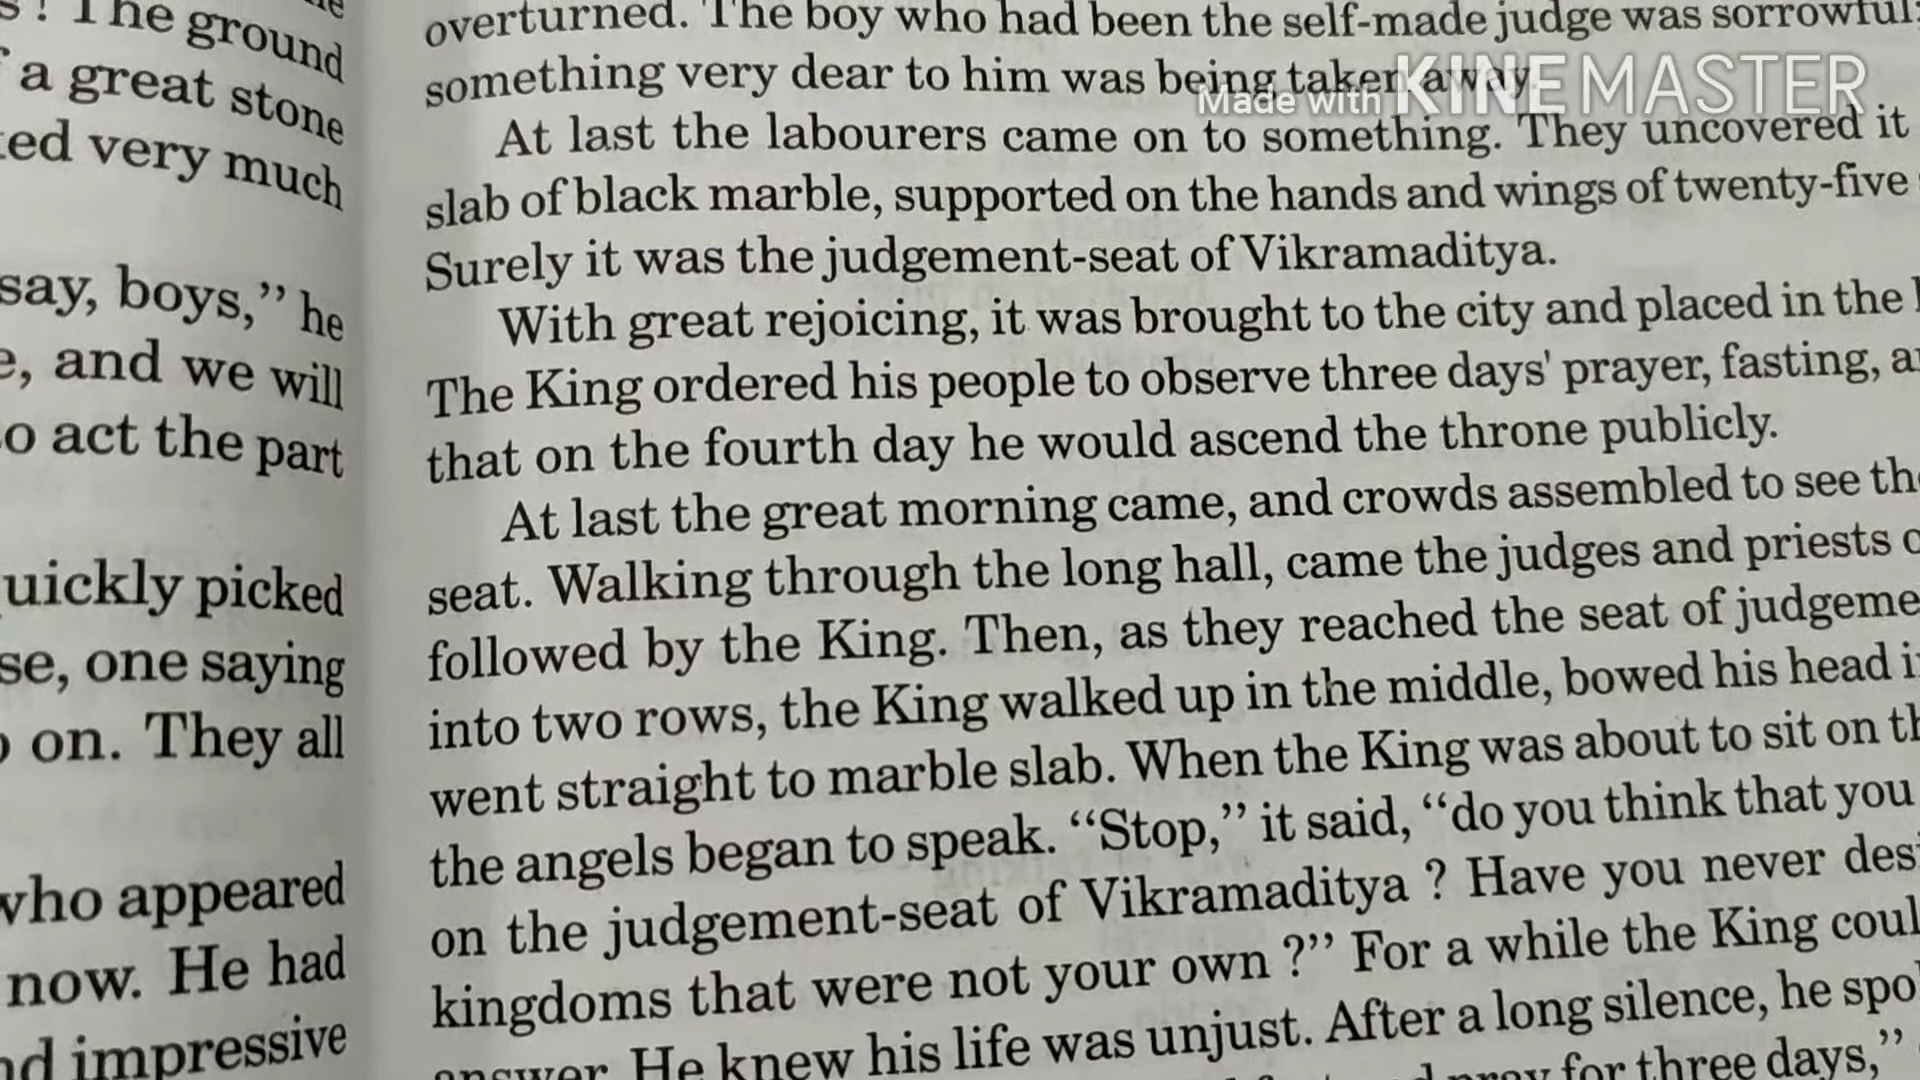 The ground
a great stone
very much
say, boys,” he
and we will
act the part
picked
one saying
on. They all
who appeared
now. He had
impressive
overturned. The boy who had been the self-made judge was
something very dear to him was being taken away
Made with KINEMASTER
At last the labourers came on to something. They uncovered it
slab of black marble, supported on the hands and wings of twenty-five
Surely it was the judgement-seat of Vikramaditya.
With great rejoicing, it was brought to the city and placed in the
The King ordered his people to observe three days' prayer, fasting,
that on the fourth day he would ascend the throne publicly.
At last the great morning came, and crowds assembled to see
seat. Walking through the long hall, came the judges and priests
followed by the King. Then, as they reached the seat of
into two rows, the King walked up in the middle, bowed his head
went straight to marble slab. When the King was about to sit on
the angels began to speak. “Stop,” it said, “do you think that you
on the judgement-seat of Vikramaditya ? Have you never
kingdoms that were not your own ?” For a while the King
answer. He knew his life was unjust. After a long silence, he
pray for three days,”